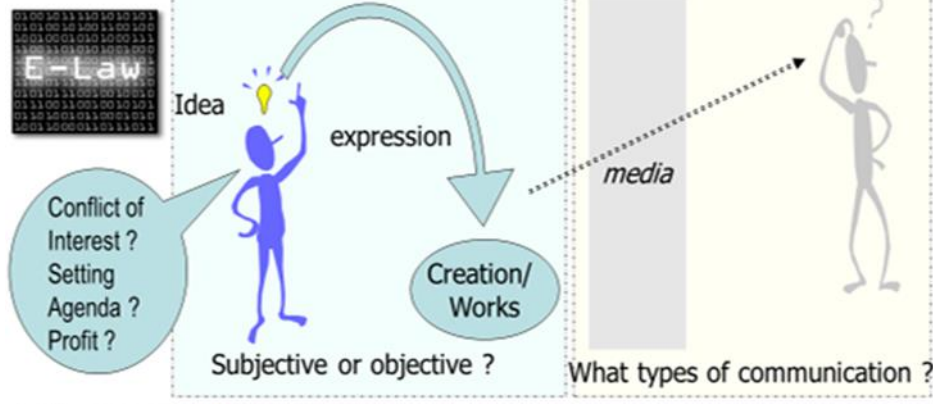 E-Law
Idea
expression
Conflict of
Interest ?
Setting
Agenda ?
Profit ?
Creation/
Works
Subjective or objective ?
media
?
What types of communication ?